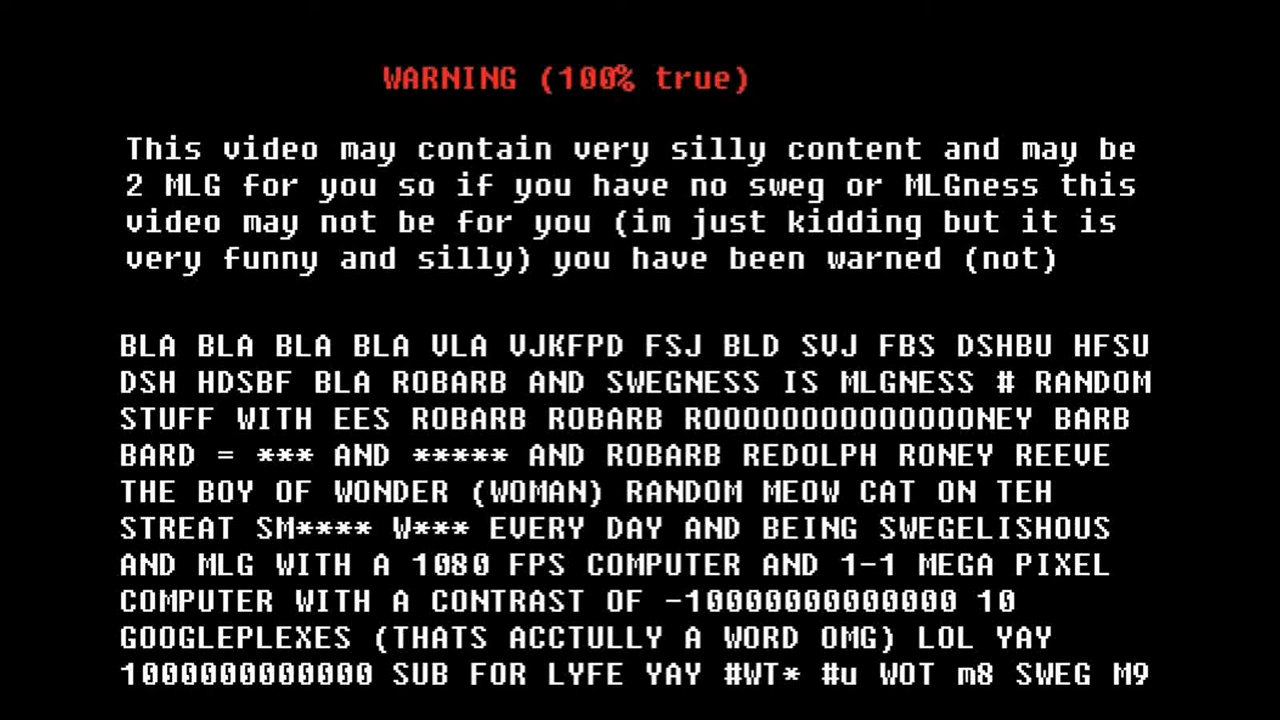 WARNING (100% true)
This video may contain very silly content and may be
2 MLG for you so if you have no sweg or MLGness this
video may not be for you (im just kidding but it is
very funny and silly) you have been warned (not)
BLA BLA BLA BLA VLA VJKFPD FSJ BLD SVJ FBS DSHBU HFSU
DSH HDSBF BLA ROBARB AND SWEGNESS IS MLGNESS # RANDOM
STUFF WITH EES ROBARB ROBARB ROOOOOOOOOOOOOOONEY BARB
BARD = *** AND ***** AND ROBARB REDOLPH RONEY REEVE
THE BOY OF WONDER (WOMAN) RANDOM MEOW CAT ON TEH
STREAT SM**** W*** EVERY DAY AND BEING SWEGELISHOUS
AND MLG WITH A 1080 FPS COMPUTER AND 1-1 MEGA PIXEL
COMPUTER WITH A CONTRAST OF -10000000000000 10
GOOGLEPLEXES (THATS ACCTULLY A WORD OMG) LOL YAY
1000000000000 SUB FOR LYFE YAY #WT* #u WOT m8 SWEG M9